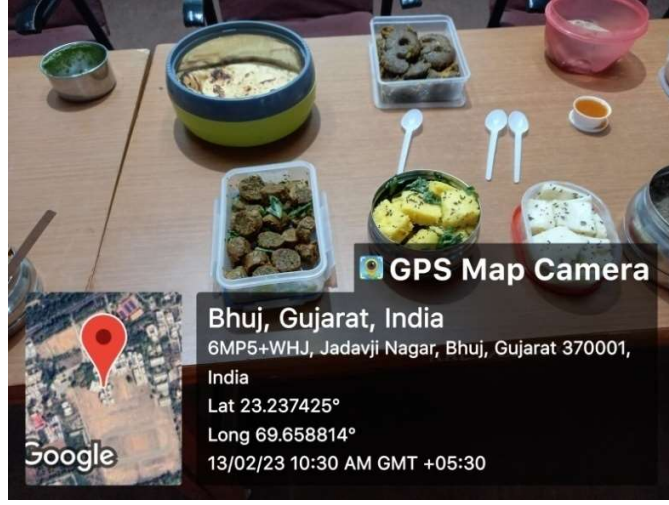 GPS Map Camera
Bhuj, Gujarat, India
6MP5+WHJ, Jadavji Nagar, Bhuj, Gujarat 370001,
India
Lat 23.237425°
Long 69.658814°
13/02/23 10:30 AM GMT +05:30
Google